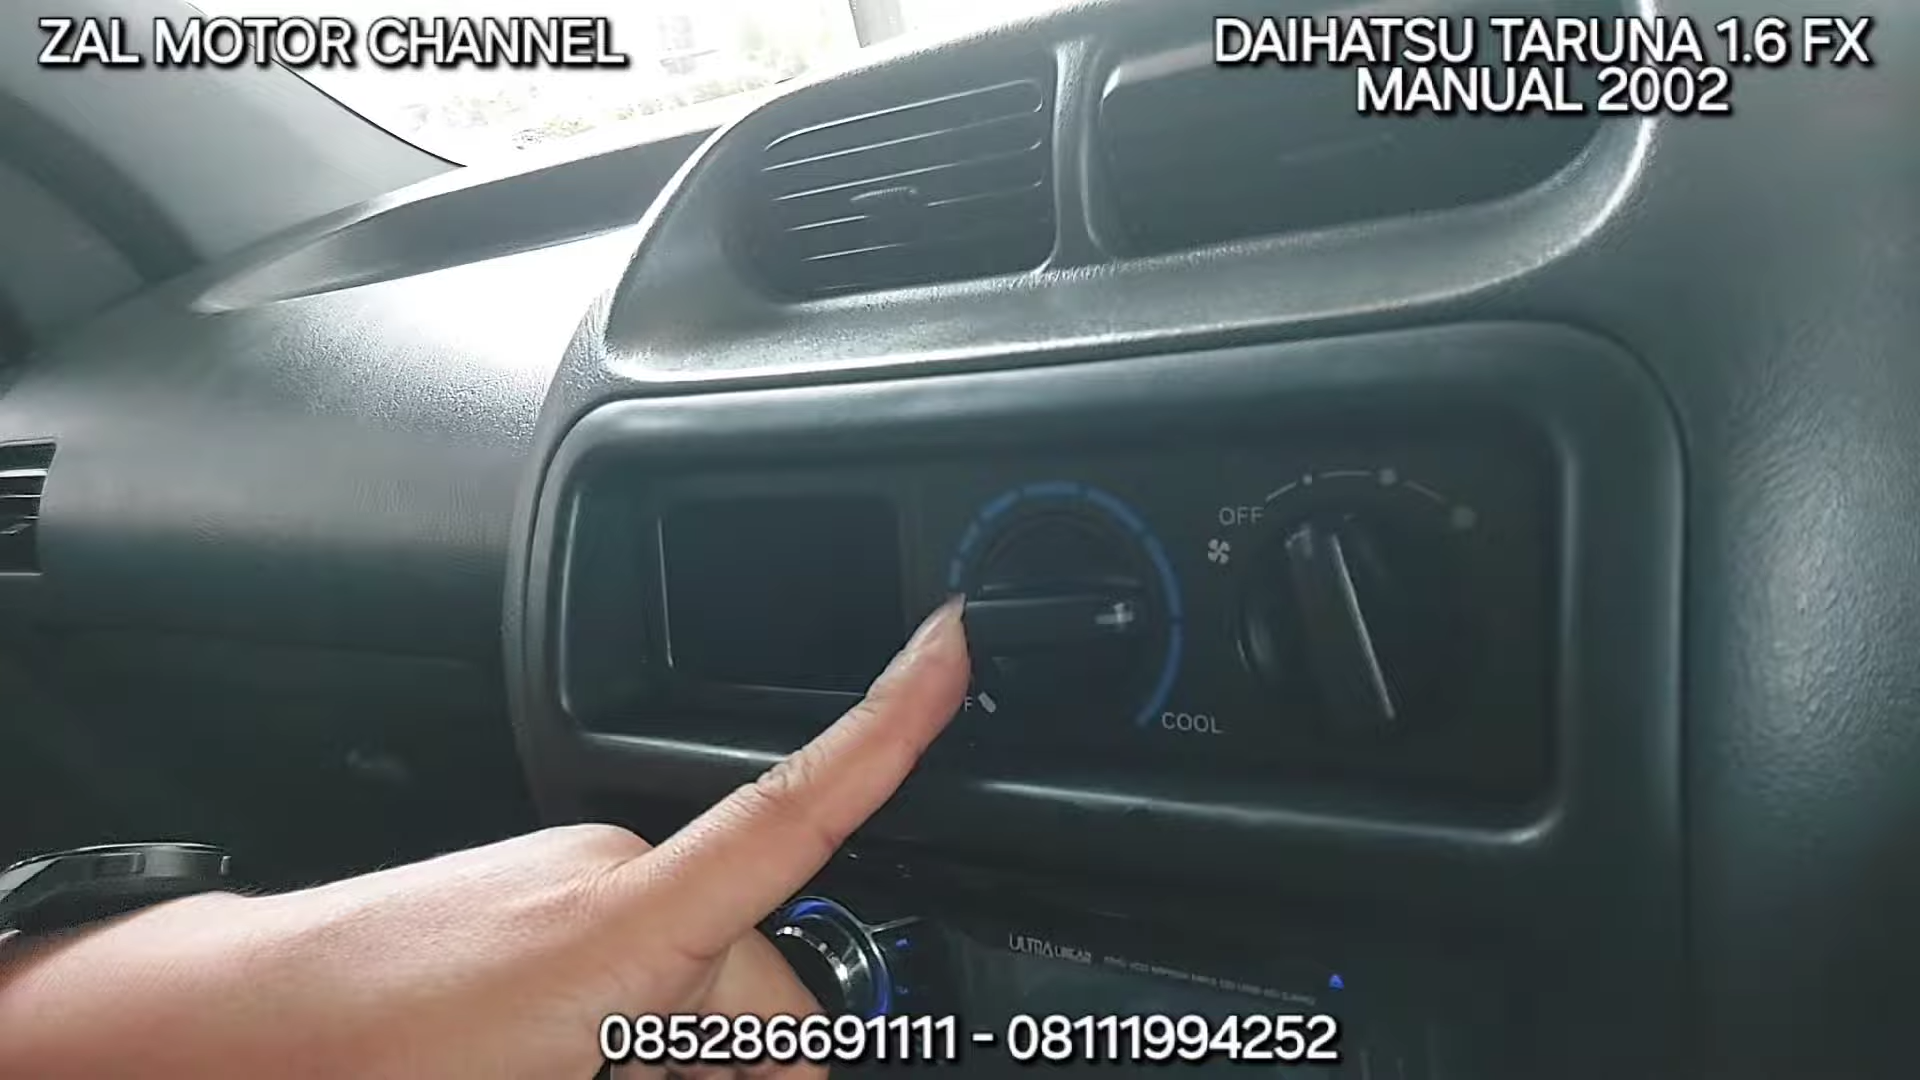 ZAL MOTOR CHANNEL
DAIHATSU TARUNA 1.6 FX
MANUAL 2002
OFF
F
COOL
ULTRA LINEAR
085286691111 - 08111994252